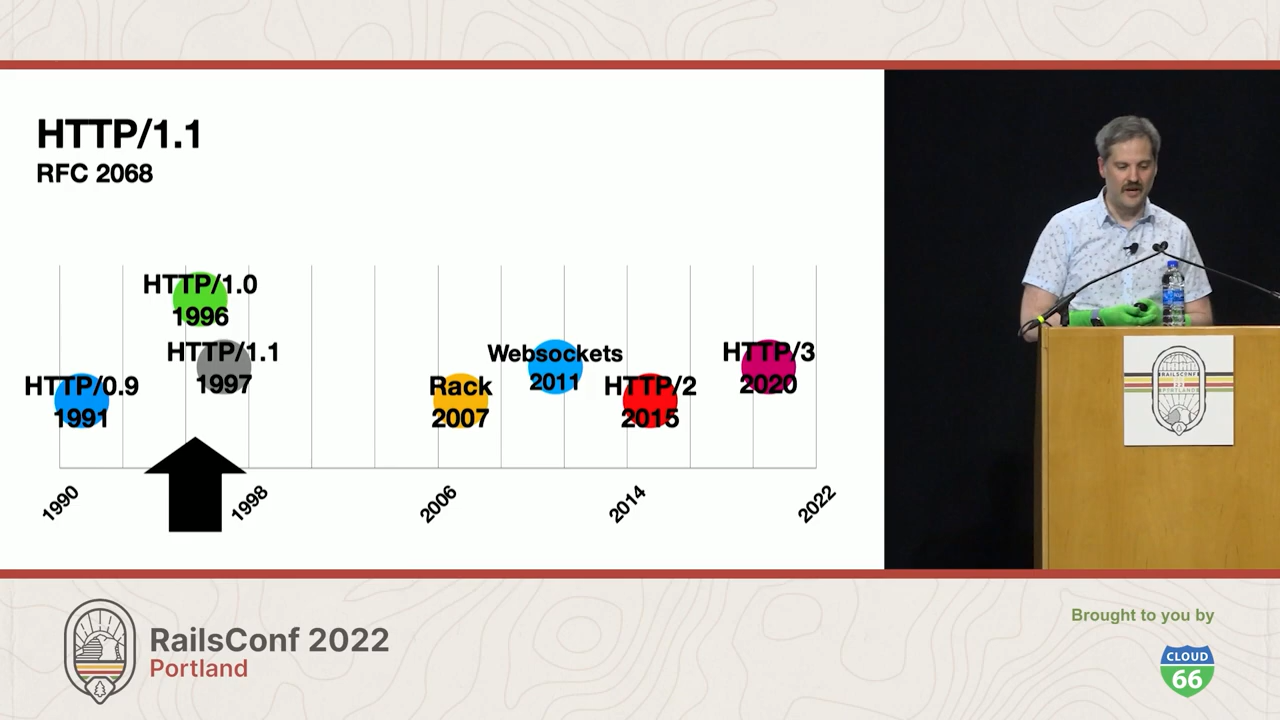 HTTP/1.1
RFC 2068
HTTP/1.0
1996
HTTP/1.1
1997
HTTP/0.9
1991
Rack
2007
Websockets
2011
HTTP/2
2015
HTTP/3
2020
1990
1998
2006
2014
2022
RAILSCONF
PORTLAND
RailsConf 2022
Portland
Brought to you by
CLOUD
66